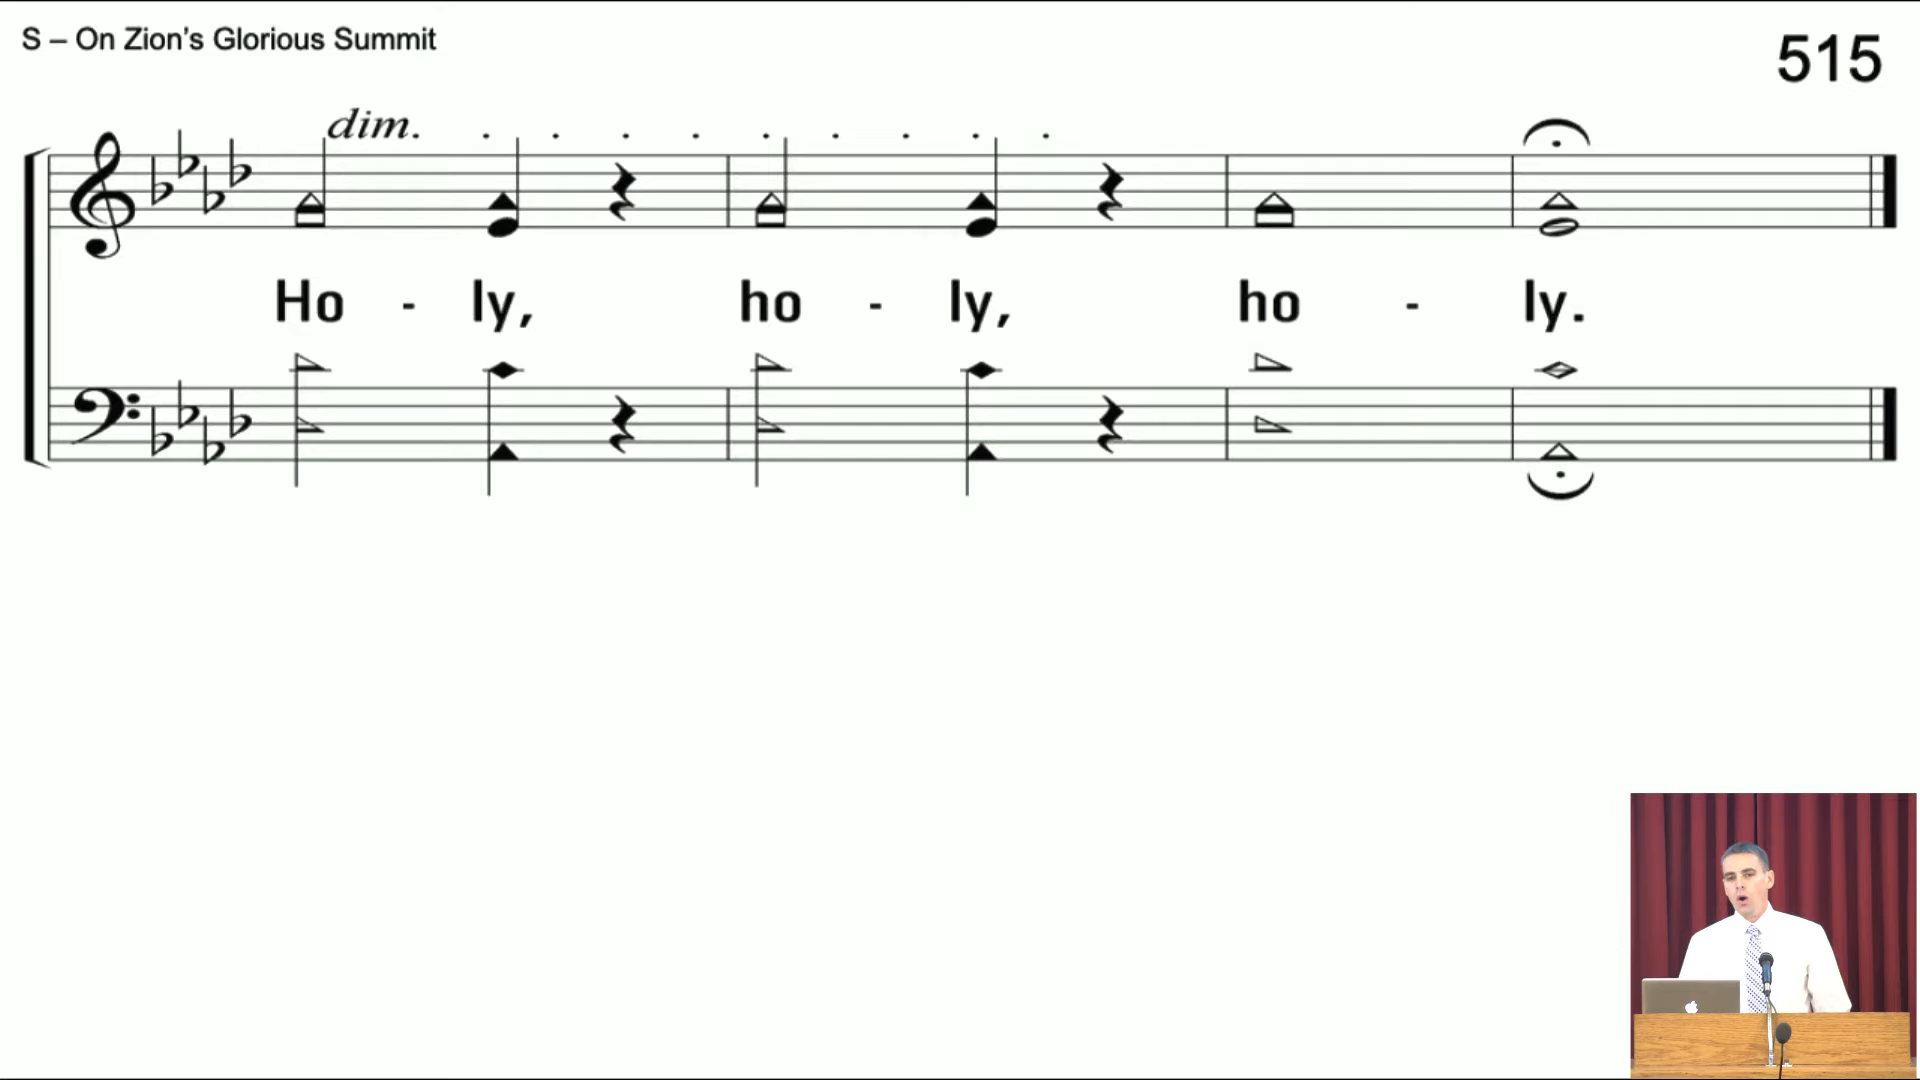 S – On Zion's Glorious Summit
515
dim. . . . . . . . . .
Ho - ly, ho - ly, ho - ly.